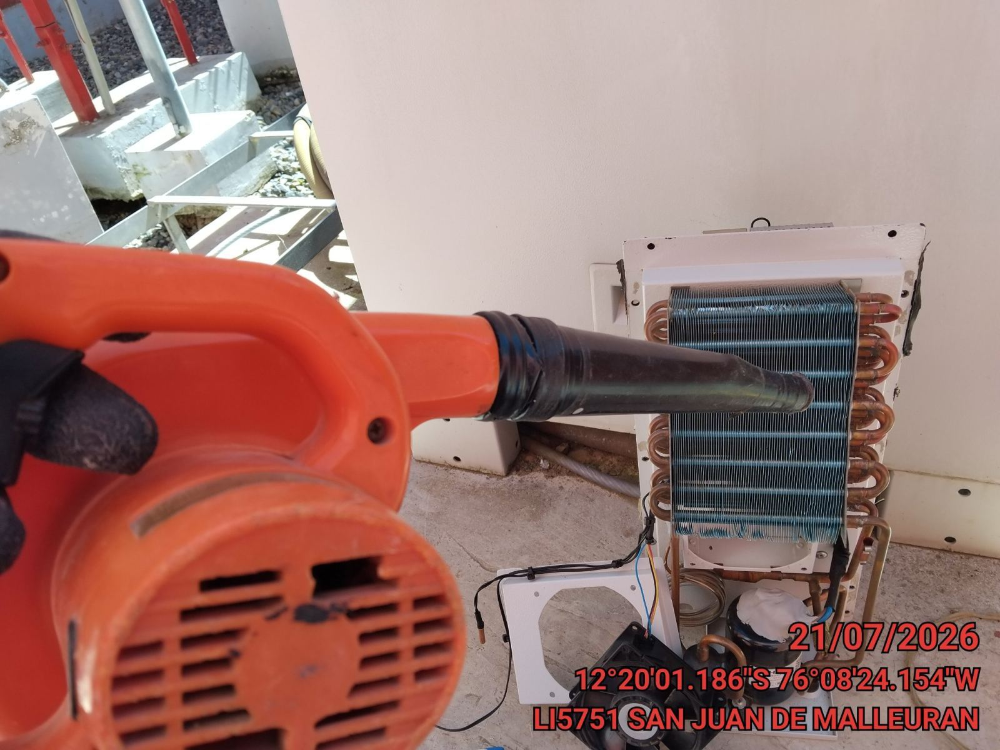 21/07/2026
12°20'01.186"S 76°08'24.154"W
LI5751 SAN JUAN DE MALLEURAN